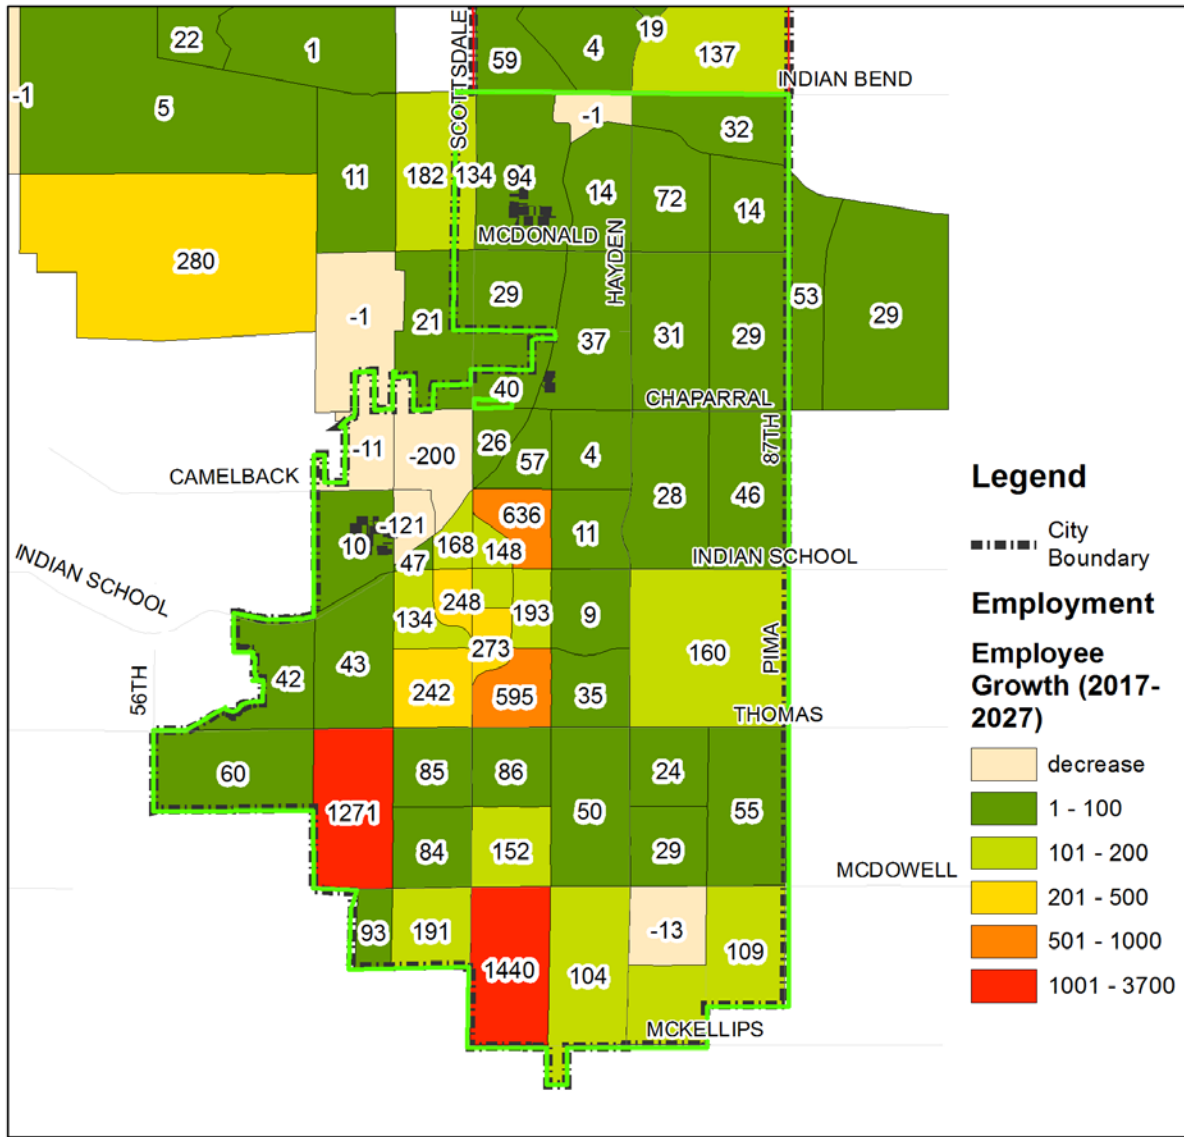 22
1
SCOTTSDALE
59
4
19
137
INDIAN BEND
-1
5
-1
32
11
182
134
94
14
72
14
MCDONALD
HAYDEN
280
29
53
29
-1
21
37
31
29
40
CHAPARRAL
87TH
-11
-200
26
57
4
CAMELBACK
28
46
-121
636
10
47
168
148
11
INDIAN SCHOOL
INDIAN SCHOOL
134
248
193
9
PIMA
160
273
42
43
242
595
35
56TH
THOMAS
60
85
86
24
1271
50
55
84
152
29
MCDOWELL
93
191
1440
104
-13
109
MCKELLIPS
Legend
City
Boundary
Employment
Employee
Growth (2017-
2027)
decrease
1 - 100
101 - 200
201 - 500
501 - 1000
1001 - 3700